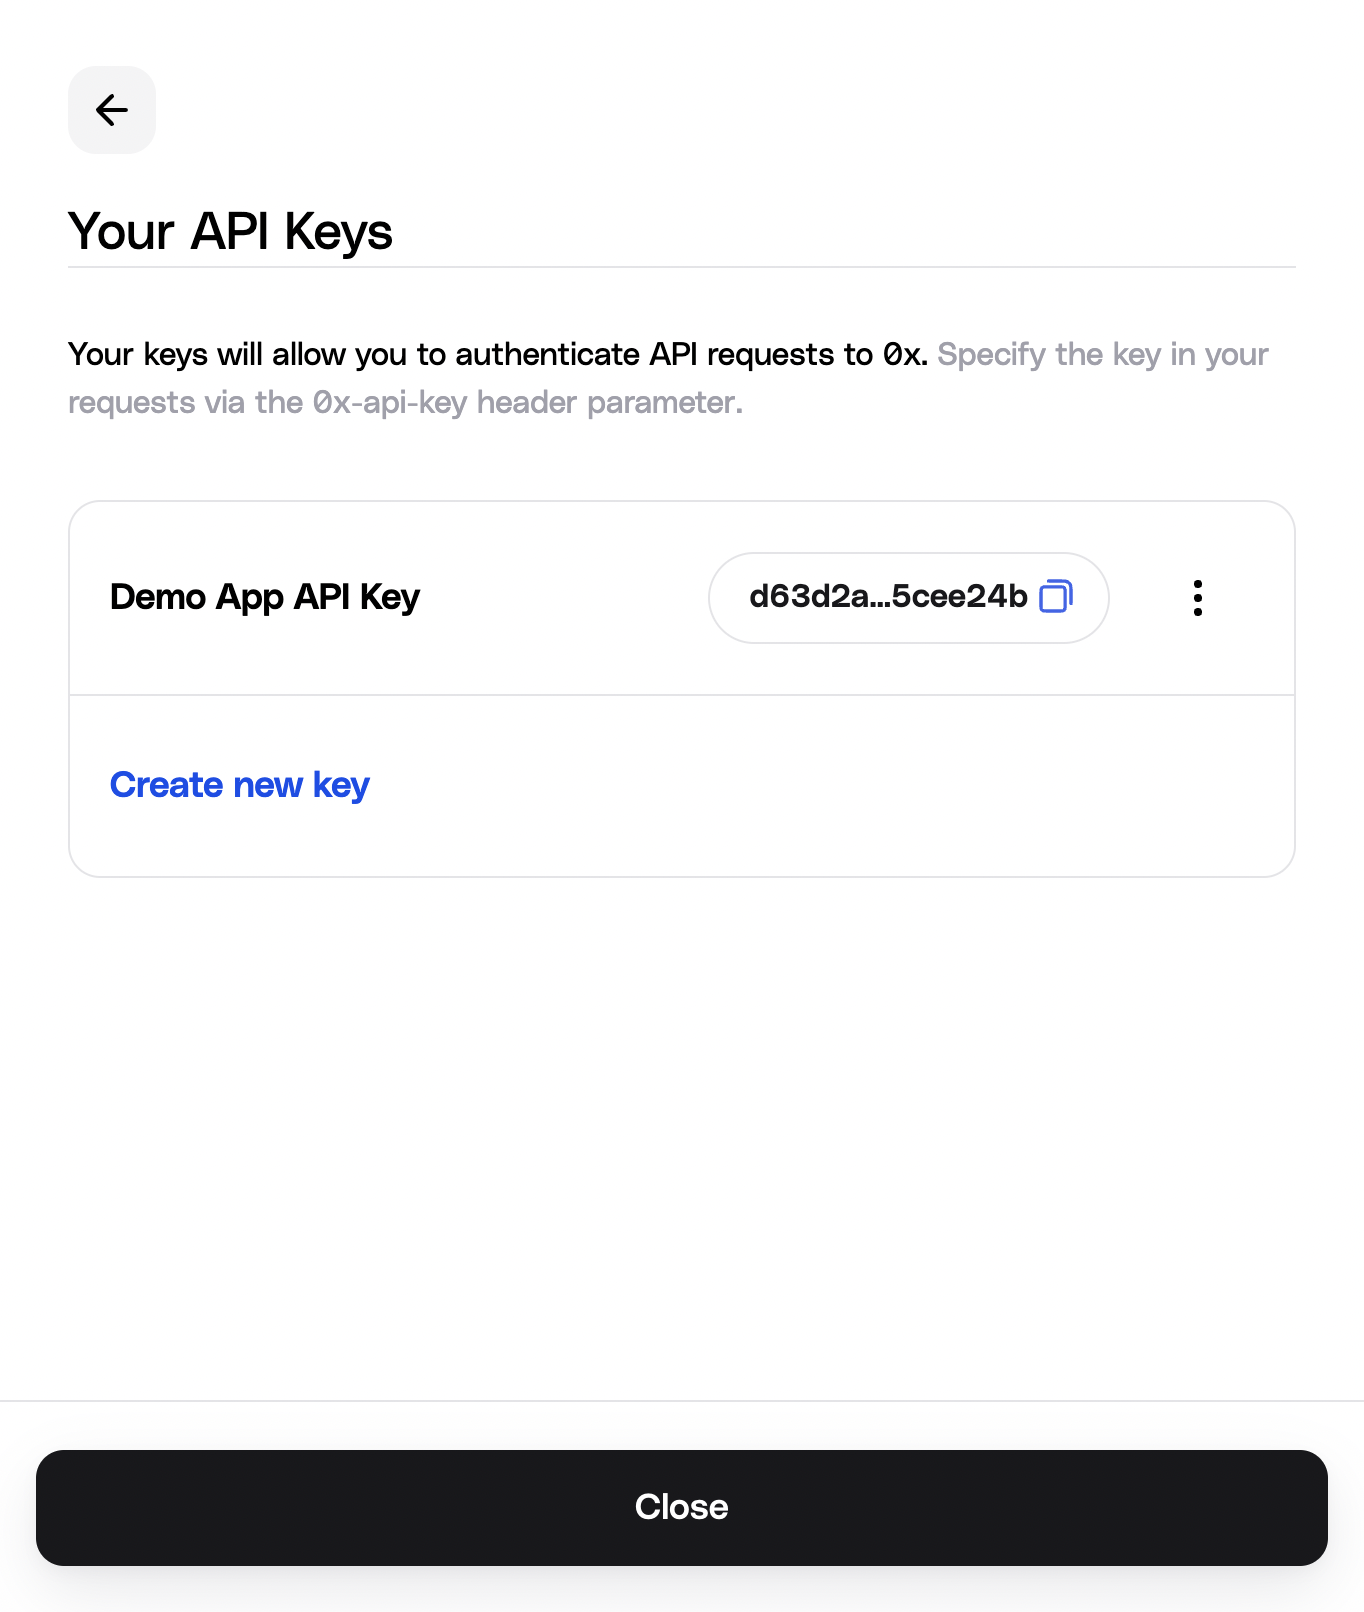 Your API Keys
Your keys will allow you to authenticate API requests to 0x. Specify the key in your
requests via the 0x-api-key header parameter.
Demo App API Key
d63d2a...5cee24b
Create new key
Close